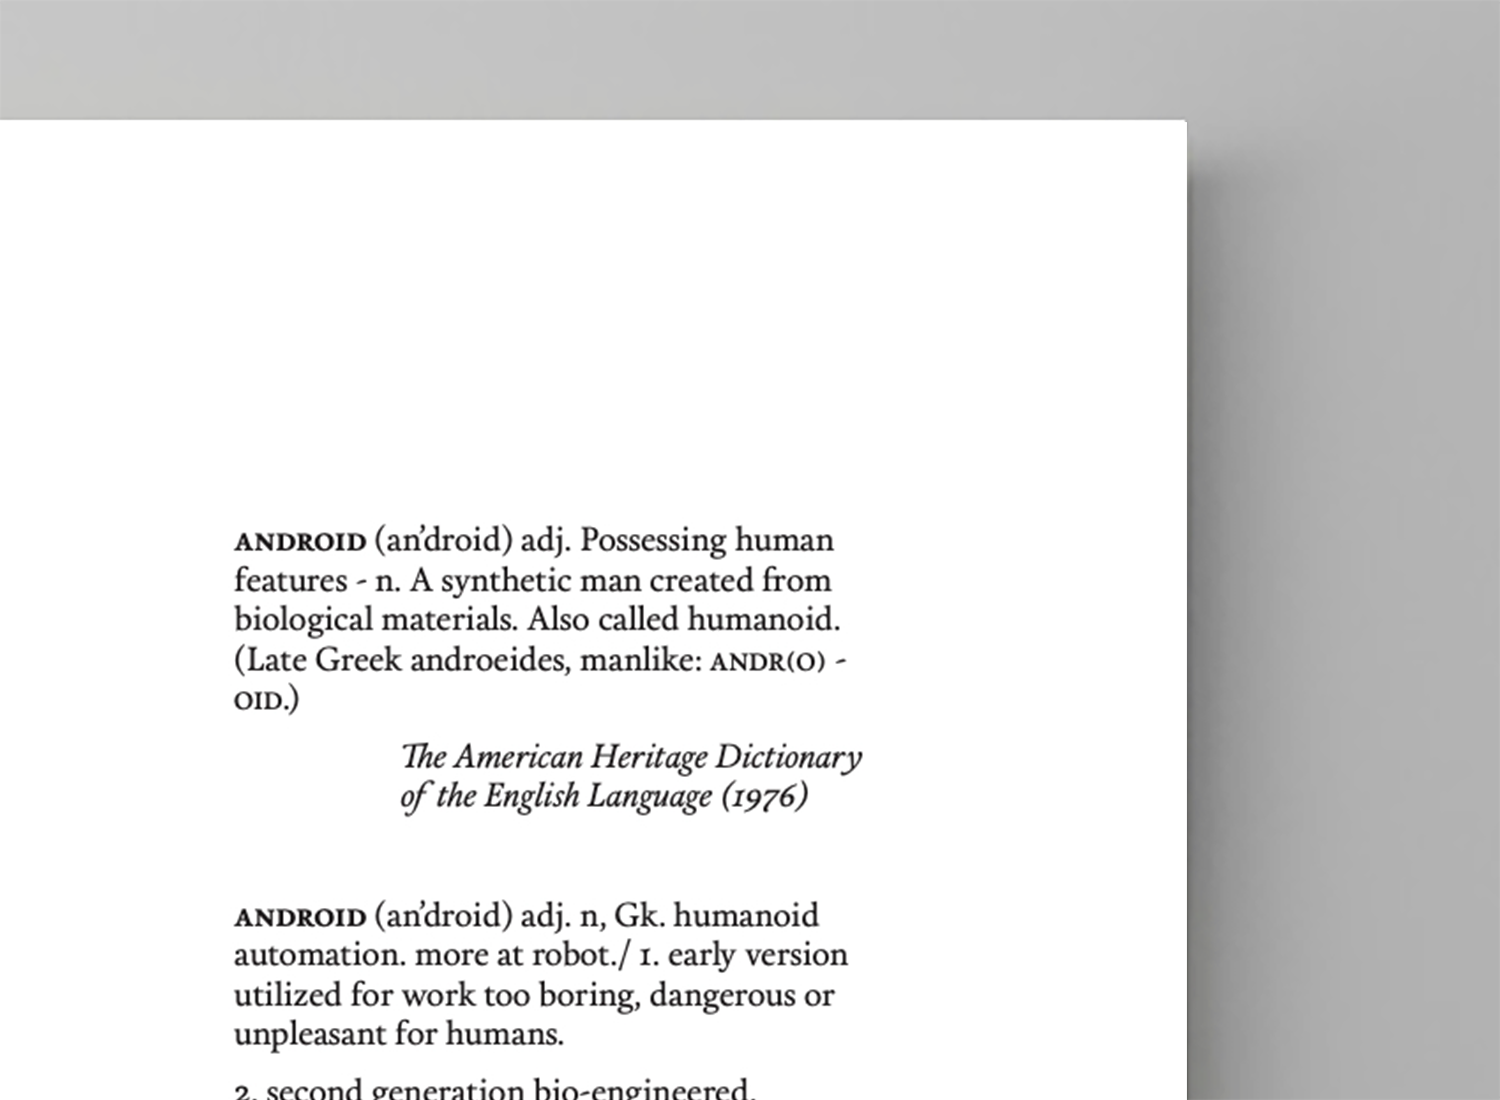 ANDROID (an'droid) adj. Possessing human
features - n. A synthetic man created from
biological materials. Also called humanoid.
(Late Greek androeides, manlike: ANDR(O) -
OID.)
The American Heritage Dictionary
of the English Language (1976)
ANDROID (an'droid) adj. n, Gk. humanoid
automation. more at robot./ 1. early version
utilized for work too boring, dangerous or
unpleasant for humans.
2. second generation bio-engineered.